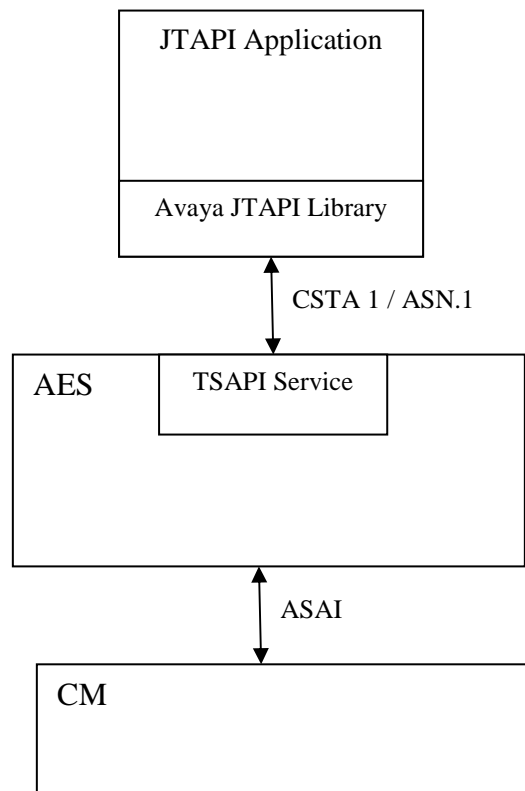 JTAPI Application
Avaya JTAPI Library
CSTA 1 / ASN.1
AES
TSAPI Service
ASAI
CM